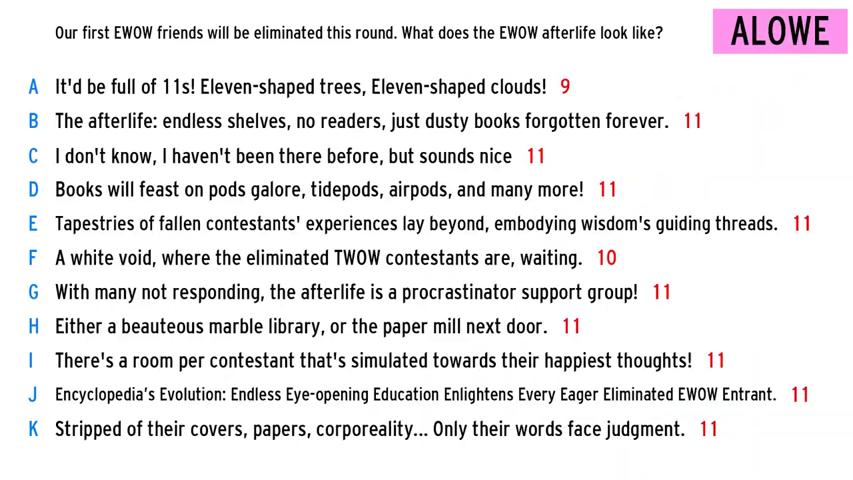 Our first EWOW friends will be eliminated this round. What does the EWOW afterlife look like?
ALOWE
A It'd be full of 11s! Eleven-shaped trees, Eleven-shaped clouds! 9
B The afterlife: endless shelves, no readers, just dusty books forgotten forever. 11
C I don't know, I haven't been there before, but sounds nice 11
D Books will feast on pods galore, tidepods, airpods, and many more! 11
E Tapestries of fallen contestants' experiences lay beyond, embodying wisdom's guiding threads. 11
F A white void, where the eliminated TWOW contestants are, waiting. 10
G With many not responding, the afterlife is a procrastinator support group! 11
H Either a beauteous marble library, or the paper mill next door. 11
I There's a room per contestant that's simulated towards their happiest thoughts! 11
J Encyclopedia's Evolution: Endless Eye-opening Education Enlightens Every Eager Eliminated EWOW Entrant. 11
K Stripped of their covers, papers, corporeality... Only their words face judgment. 11